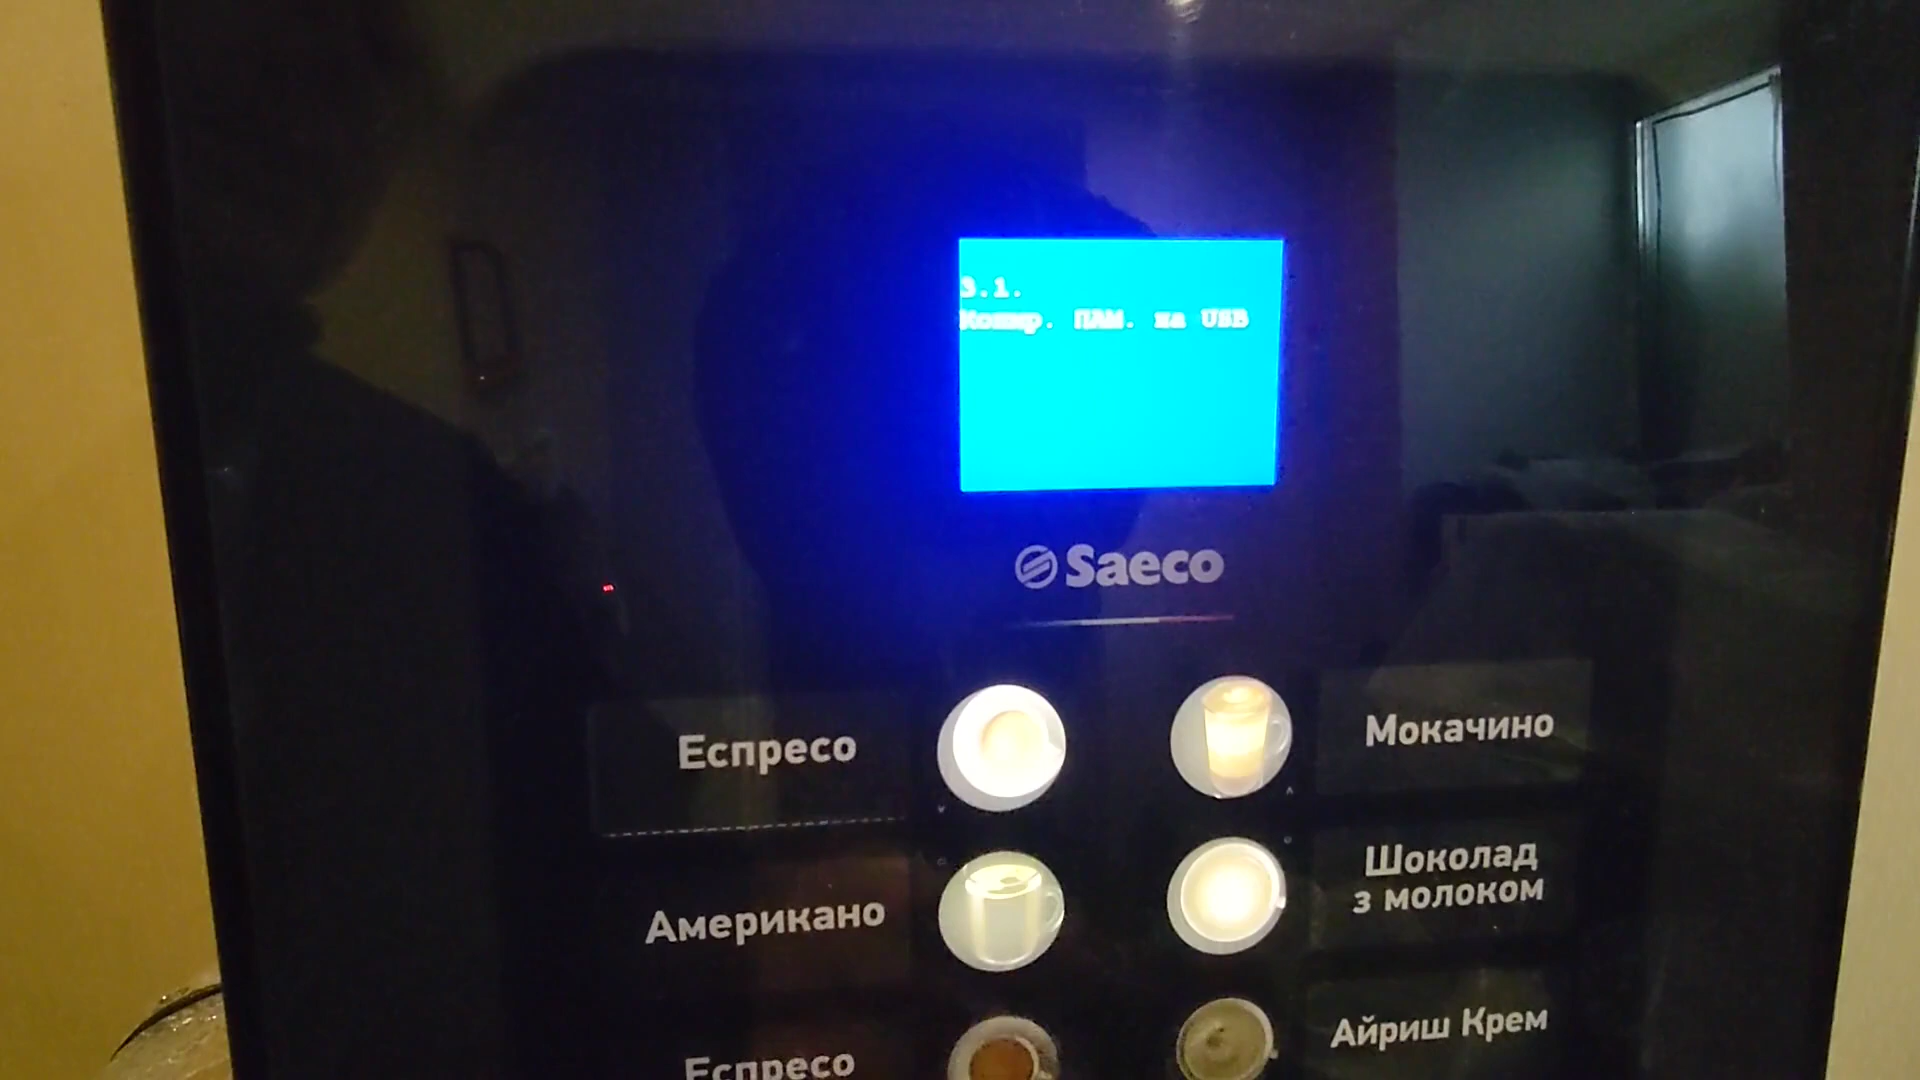 3.1.
Копир. ПАМ. на USB
Saeco
Еспресо
Мокачино
Американо
Шоколад
з молоком
Айриш Крем
Еспресо